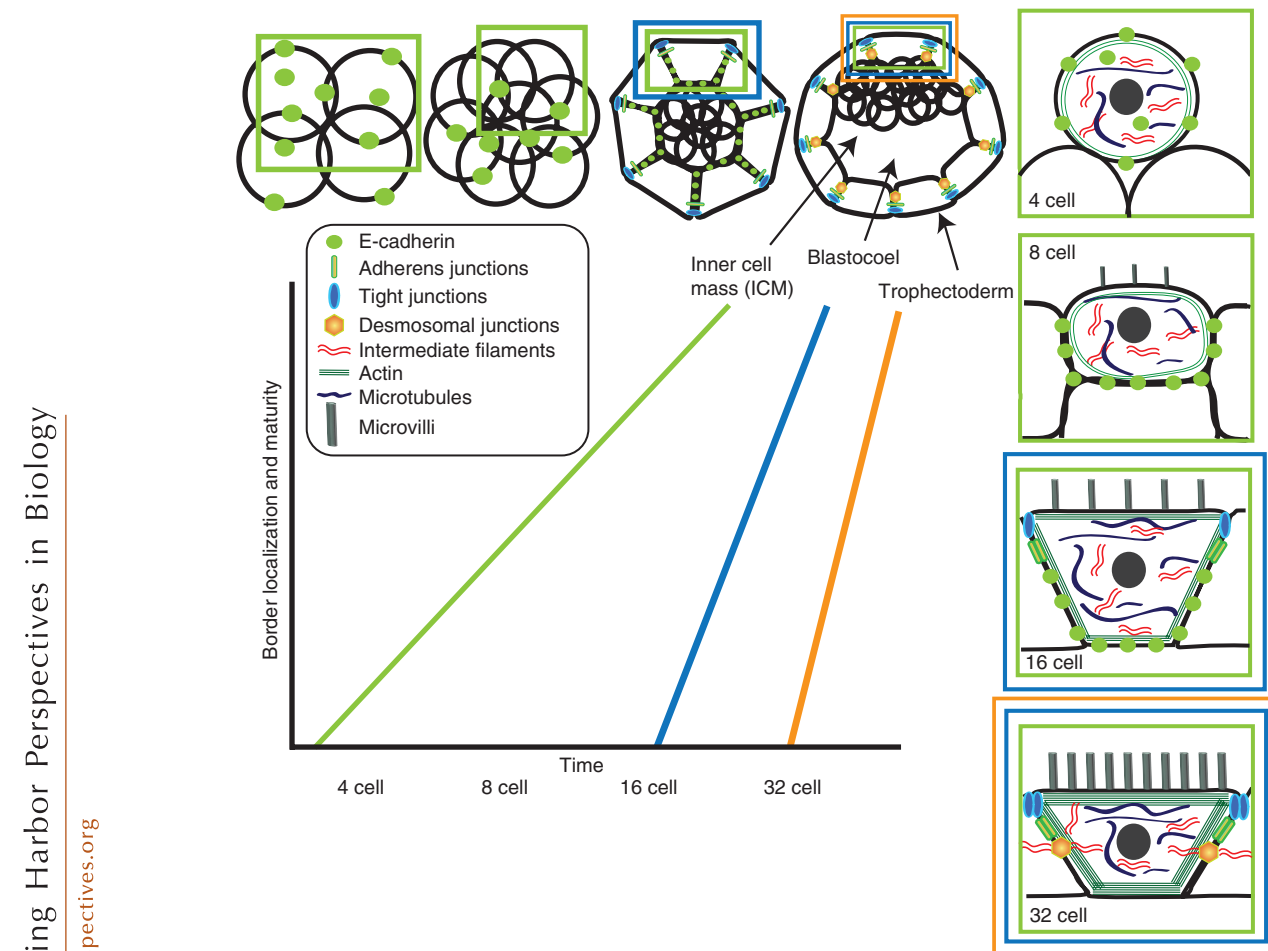 ing Harbor Perspectives in Biology
pectives.org
E-cadherin
Adherens junctions
Tight junctions
Desmosomal junctions
Intermediate filaments
Actin
Microtubules
Microvilli
Inner cell
mass (ICM)
Blastocoel
Trophectoderm
Border localization and maturity
Time
4 cell
8 cell
16 cell
32 cell
4 cell
8 cell
16 cell
32 cell